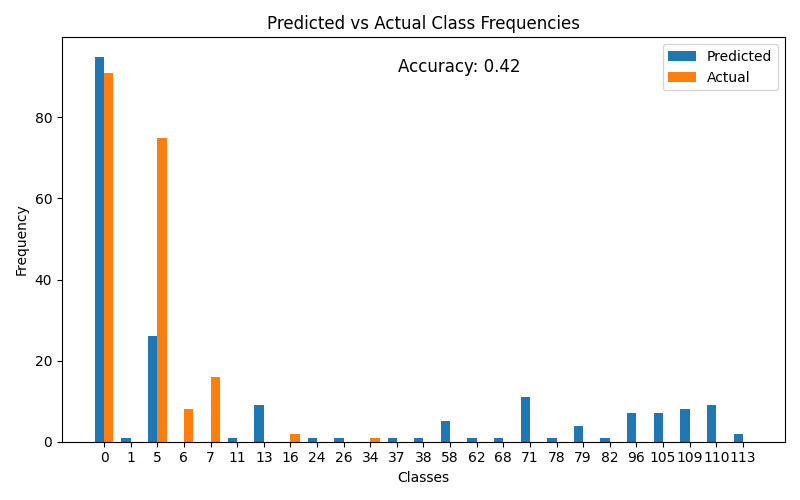 Predicted vs Actual Class Frequencies
Accuracy: 0.42
Predicted
Actual
Frequency
80
60
40
20
0
0 1 5 6 7 11 13 16 24 26 34 37 38 58 62 68 71 78 79 82 96 105 109 110 113
Classes